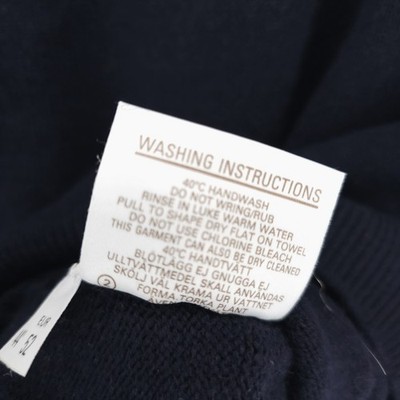 WASHING INSTRUCTIONS
40°C HANDWASH
DO NOT WRING/RUB
RINSE IN LUKE WARM WATER
PULL TO SHAPE DRY FLAT ON TOWEL
DO NOT USE CHLORINE BLEACH
THIS GARMENT CAN ALSO BE DRY CLEANED
40°C HANDTVÄTT
BLÖTLÄGG EJ GNUGGA EJ
ULLTVÄTTMEDEL SKALL ANVÄNDAS
SKÖLJ VÄL KRAMA UR VATTNET
FORMA TORKA PLANT
2